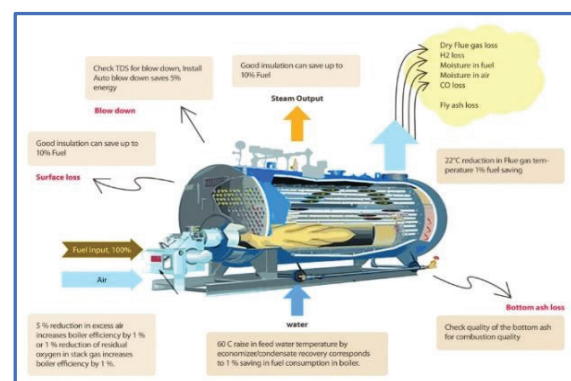 Dry Flue gas loss
H2 loss
Moisture in fuel
Moisture in air
CO loss
Fly ash loss
Check TDS for blow down, Install
Auto blow down saves 5%
energy
Blow down
Good insulation can save up to
10% Fuel
Steam Output
Good insulation can save up to
10% Fuel
Surface loss
22°C reduction in Flue gas tem-
perature 1% fuel saving
Fuel Input, 100%
Air
Bottom ash loss
Check quality of the bottom ash
for combustion quality
water
5 % reduction in excess air
increases boiler efficiency by 1 %
or 1 % reduction of residual
oxygen in stack gas increases
boiler efficiency by 1 %.
60 C raise in feed water temperature by
economizer/condensate recovery corresponds
to 1 % saving in fuel consumption in boiler.